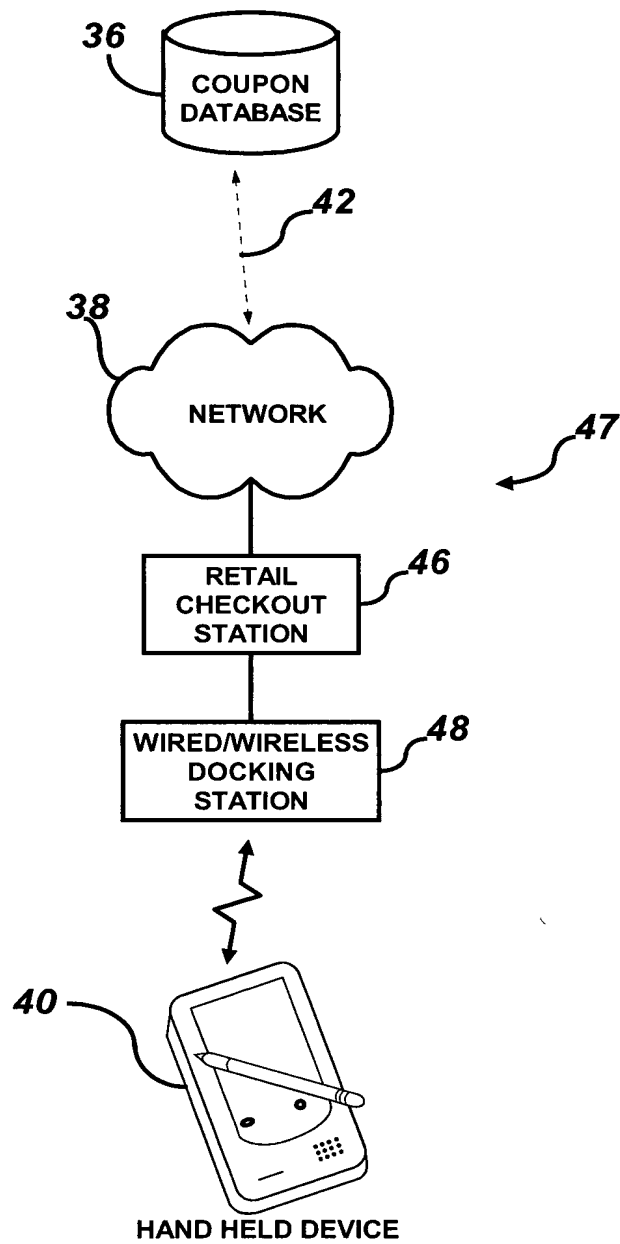 36
COUPON
DATABASE
42
38
NETWORK
47
RETAIL
CHECKOUT
STATION
46
WIRED/WIRELESS
DOCKING
STATION
48
40
HAND HELD DEVICE